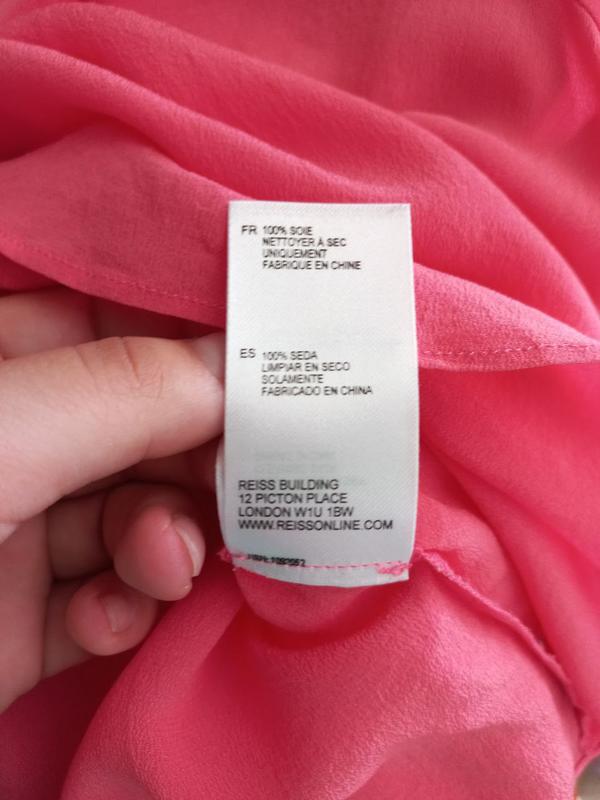 FR 100% SOIE
NETTOYER À SEC
UNIQUEMENT
FABRIQUE EN CHINE
ES 100% SEDA
LIMPIAR EN SECO
SOLAMENTE
FABRICADO EN CHINA
REISS BUILDING
12 PICTON PLACE
LONDON W1U 1BW
WWW.REISSONLINE.COM